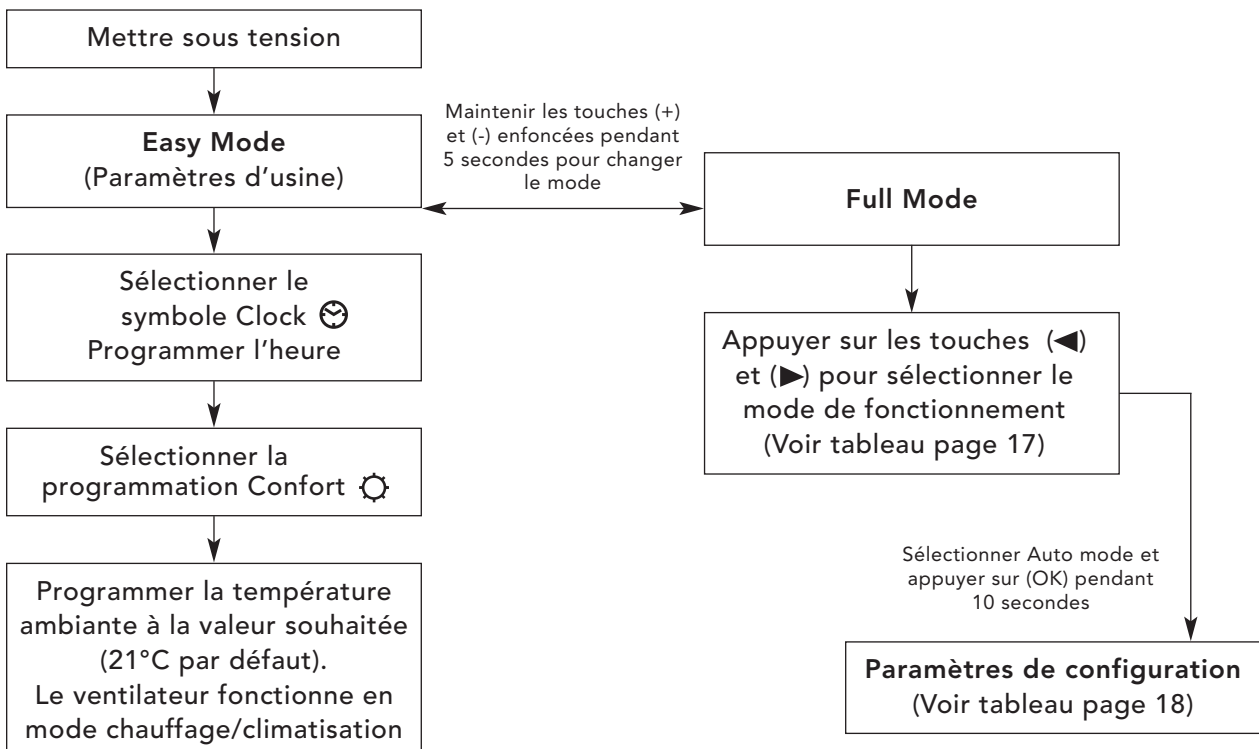 Mettre sous tension
Easy Mode
(Paramètres d'usine)
Maintenir les touches (+)
et (-) enfoncées pendant
5 secondes pour changer
le mode
Full Mode
Sélectionner le
symbole Clock
Programmer l'heure
Appuyer sur les touches (◀)
et (▶) pour sélectionner le
mode de fonctionnement
(Voir tableau page 17)
Sélectionner la
programmation Confort
Sélectionner Auto mode et
appuyer sur (OK) pendant
10 secondes
Programmer la température
ambiante à la valeur souhaitée
(21°C par défaut).
Le ventilateur fonctionne en
mode chauffage/climatisation
Paramètres de configuration
(Voir tableau page 18)